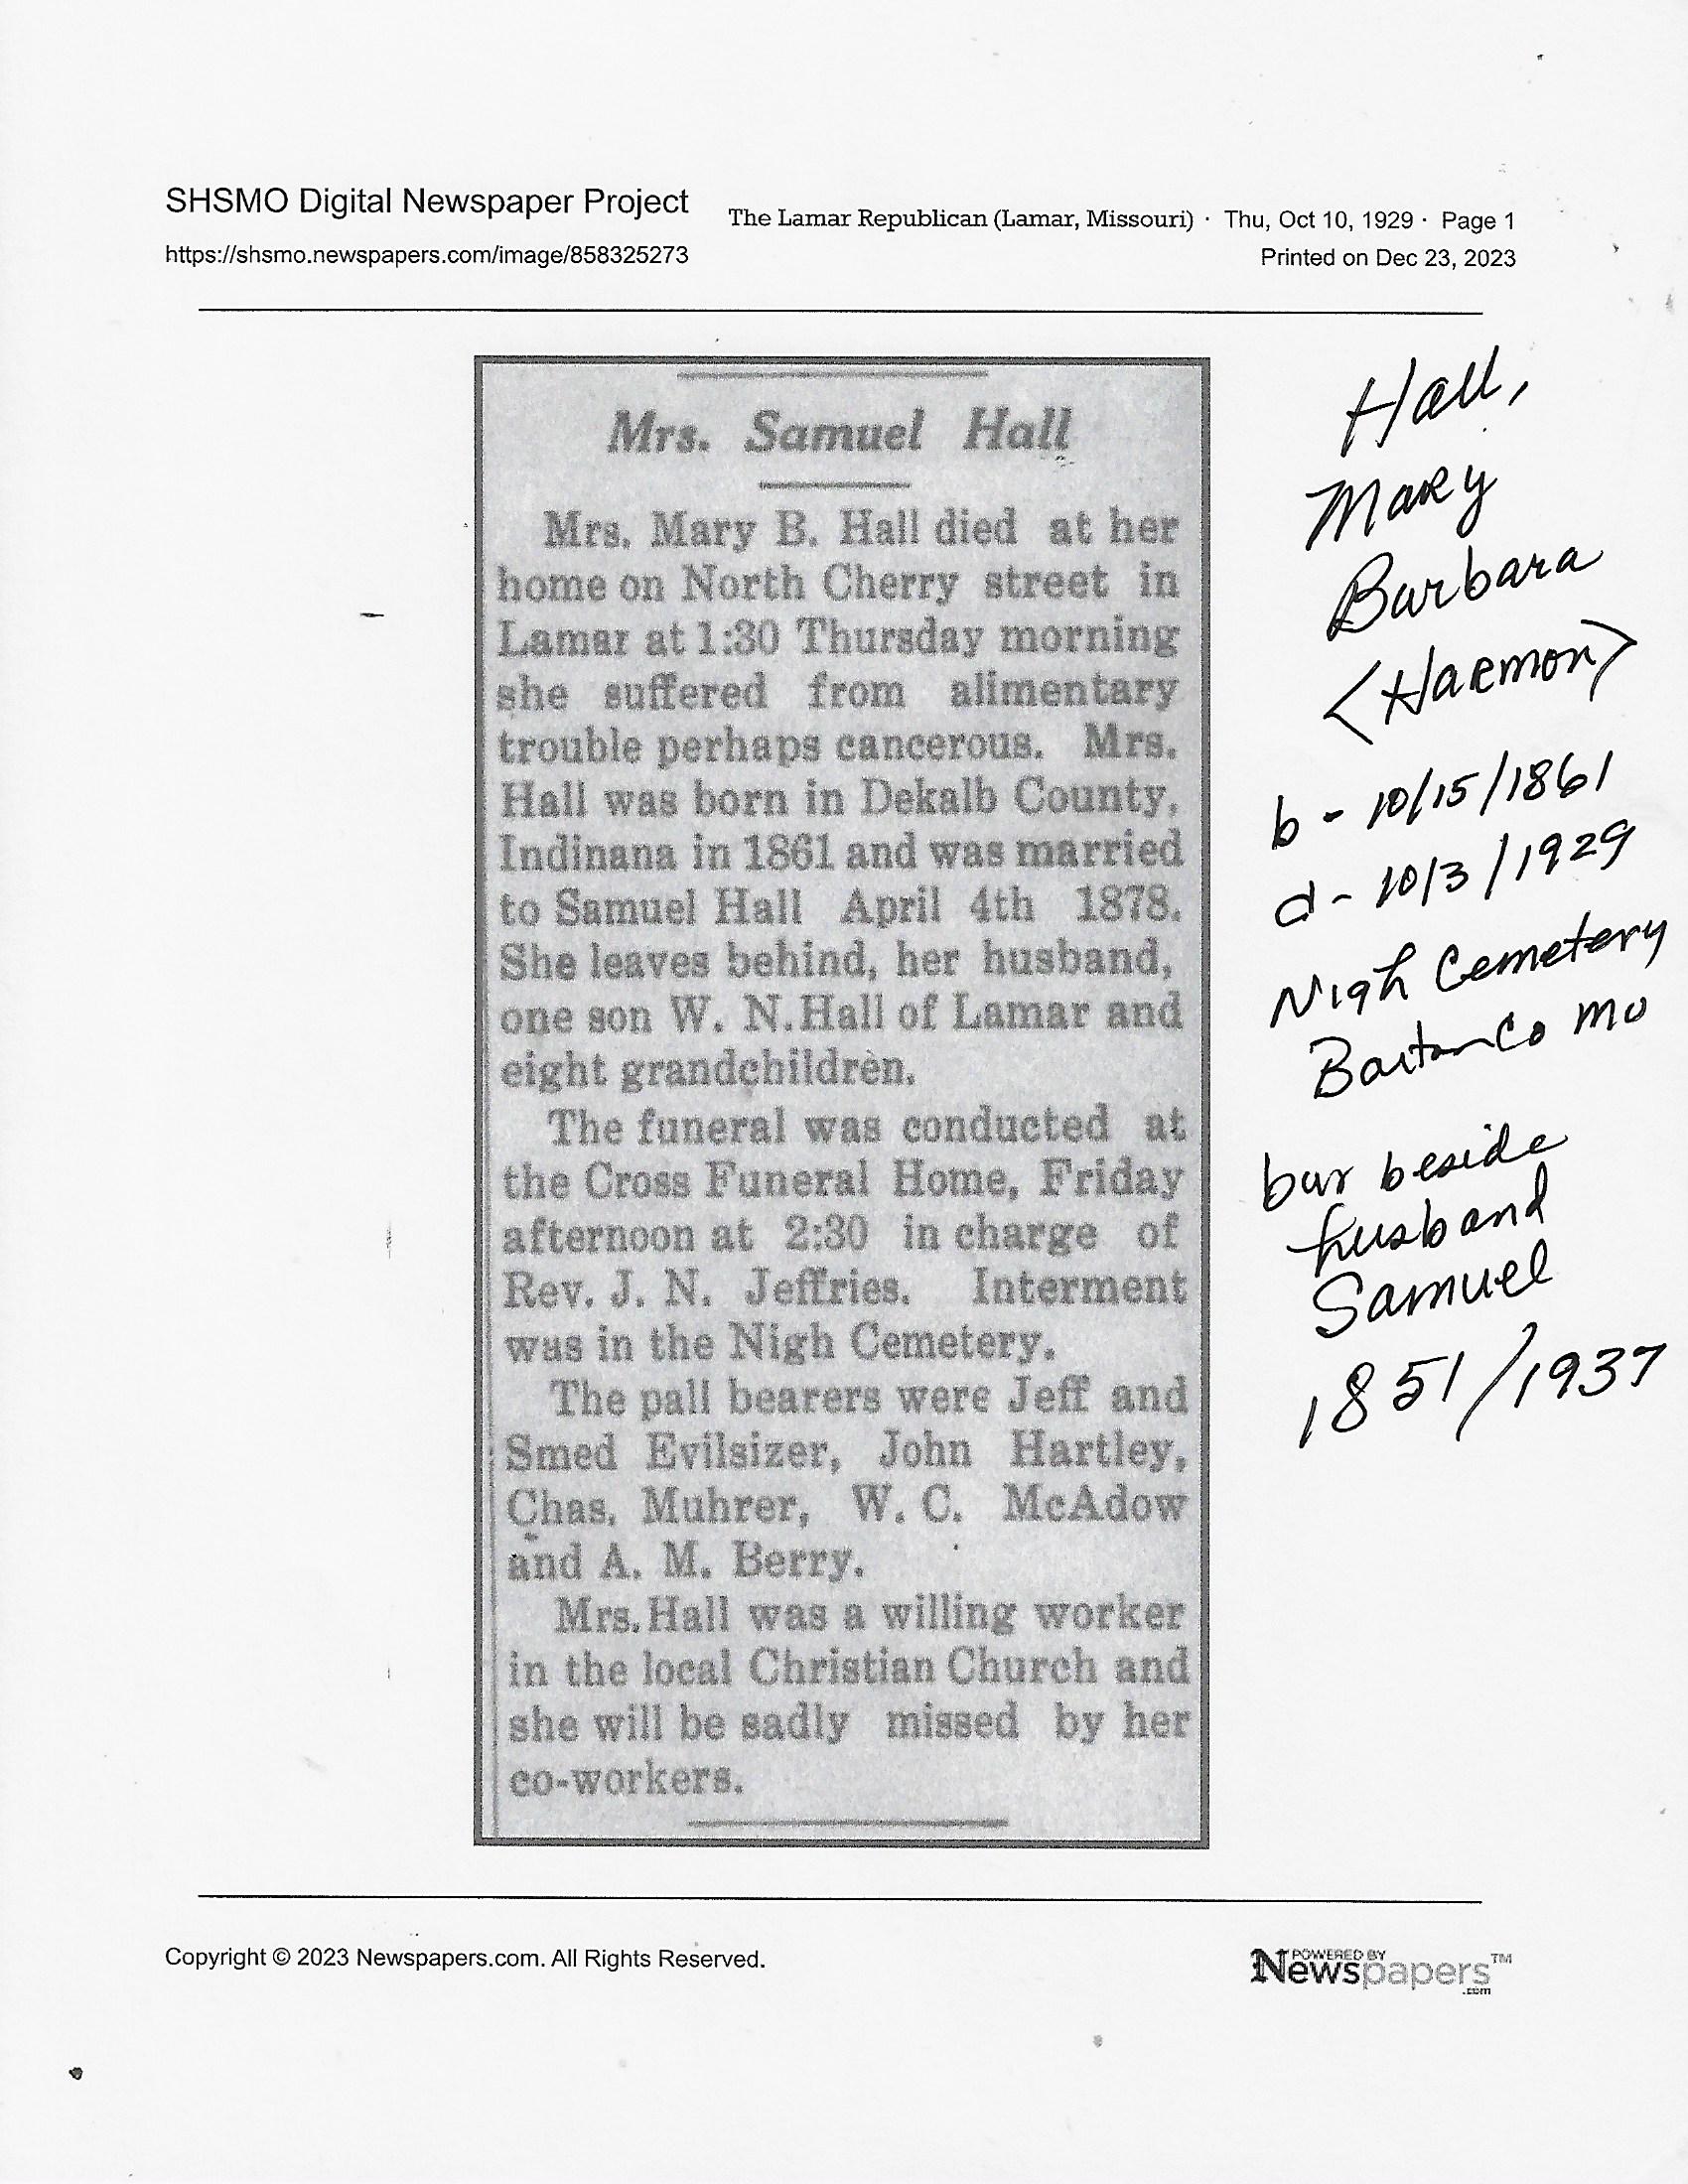 SHSMO Digital Newspaper Project
https://shsmo.newspapers.com/image/858325273
The Lamar Republican (Lamar, Missouri) · Thu, Oct 10, 1929 · Page 1
Printed on Dec 23, 2023
Mrs. Samuel Hall
Mrs. Mary B. Hall died at her
home on North Cherry street in
Lamar at 1:30 Thursday morning
she suffered from alimentary
trouble perhaps cancerous. Mrs.
Hall was born in Dekalb County,
Indinana in 1861 and was married
to Samuel Hall April 4th 1878.
She leaves behind, her husband,
one son W. N.Hall of Lamar and
eight grandchildren.
The funeral was conducted at
the Cross Funeral Home, Friday
afternoon at 2:30 in charge of
Rev. J. N. Jeffries. Interment
was in the Nigh Cemetery.
The pall bearers were Jeff and
Smed Evilsizer, John Hartley,
Chas. Muhrer, W. C. McAdow
and A. M. Berry.
Mrs. Hall was a willing worker
in the local Christian Church and
she will be sadly missed by her
co-workers.
Hall,
Mary
Barbara
<Harmon>
b - 10/15/1861
d - 10/3/1929
Nigh Cemetery
Barton Co Mo
bur beside
husband
Samuel
1851/1937
Copyright © 2023 Newspapers.com. All Rights Reserved.
POWERED BY
Newspapers™
.com